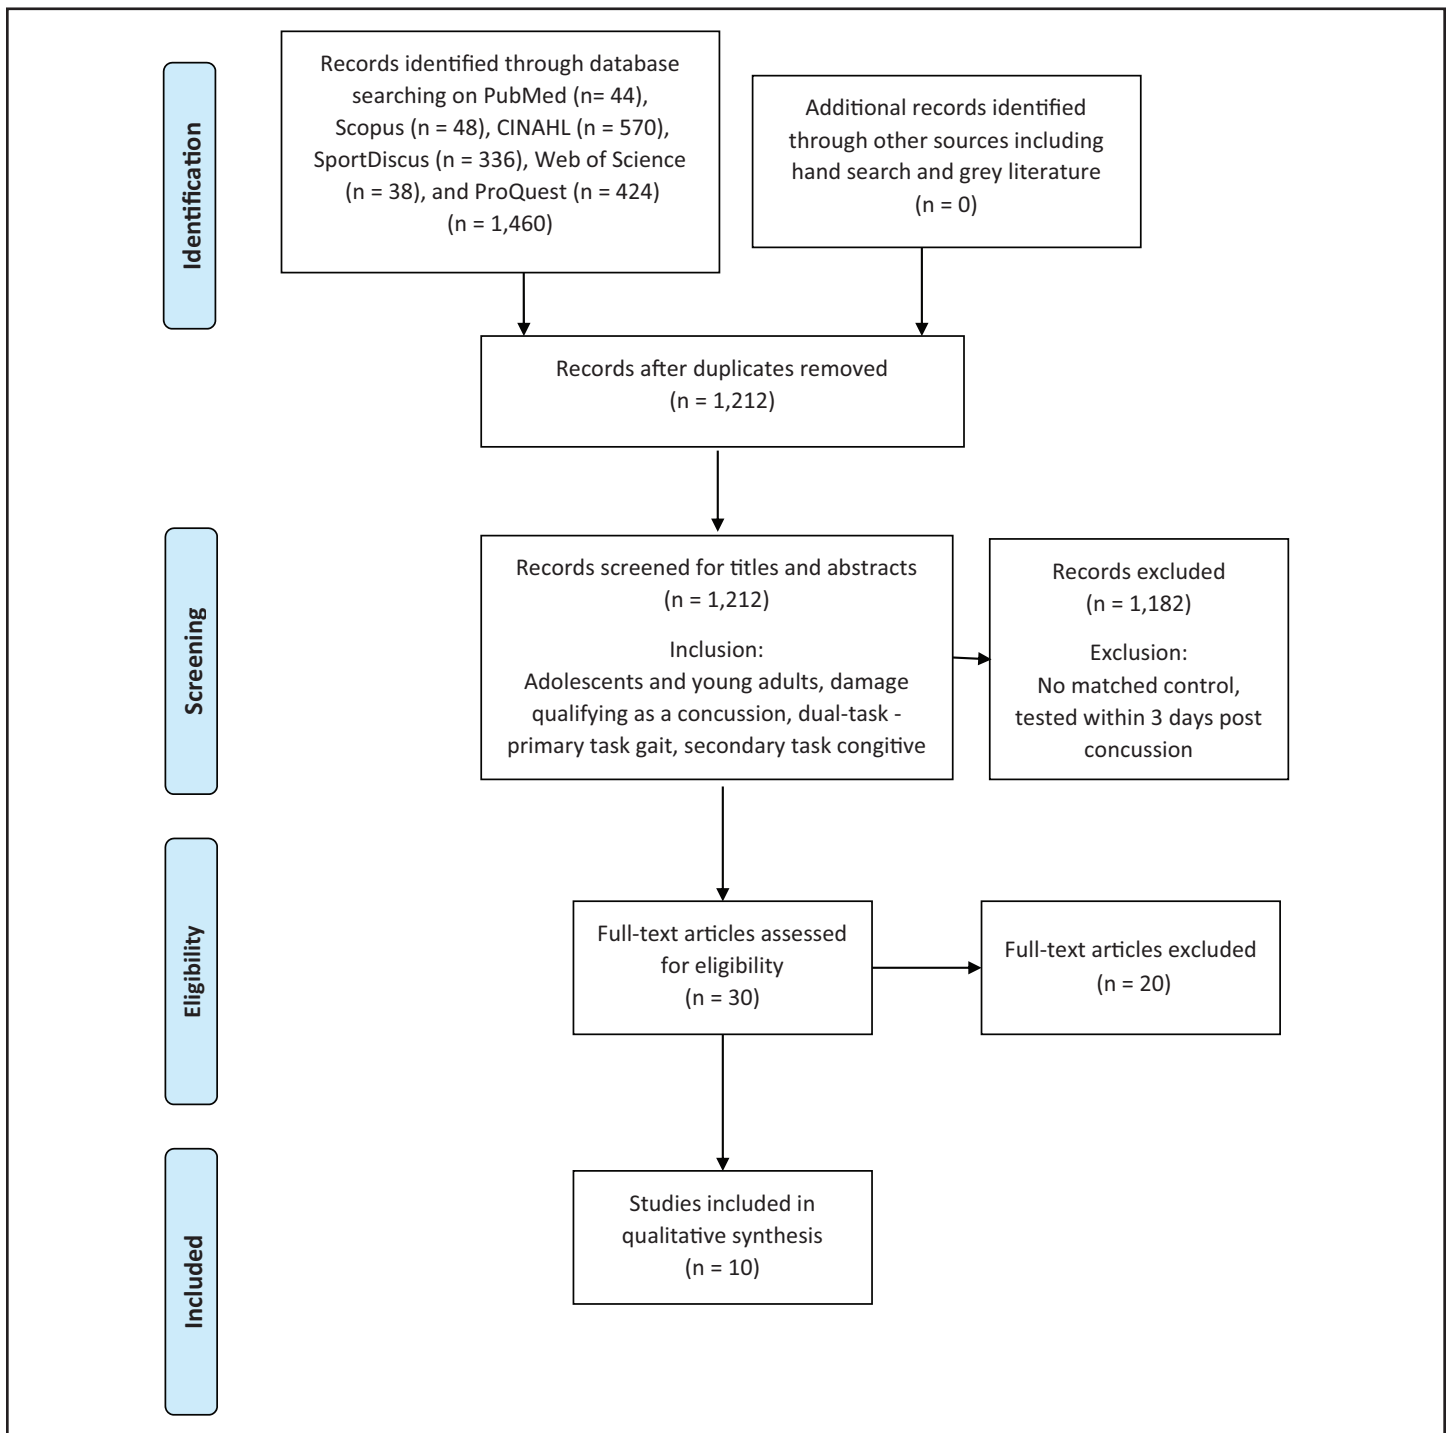 Identification
Records identified through database
searching on PubMed (n= 44),
Scopus (n = 48), CINAHL (n = 570),
SportDiscus (n = 336), Web of Science
(n = 38), and ProQuest (n = 424)
(n = 1,460)
Additional records identified
through other sources including
hand search and grey literature
(n = 0)
Records after duplicates removed
(n = 1,212)
Screening
Records screened for titles and abstracts
(n = 1,212)
Inclusion:
Adolescents and young adults, damage
qualifying as a concussion, dual-task -
primary task gait, secondary task congitive
Records excluded
(n = 1,182)
Exclusion:
No matched control,
tested within 3 days post
concussion
Eligibility
Full-text articles assessed
for eligibility
(n = 30)
Full-text articles excluded
(n = 20)
Included
Studies included in
qualitative synthesis
(n = 10)